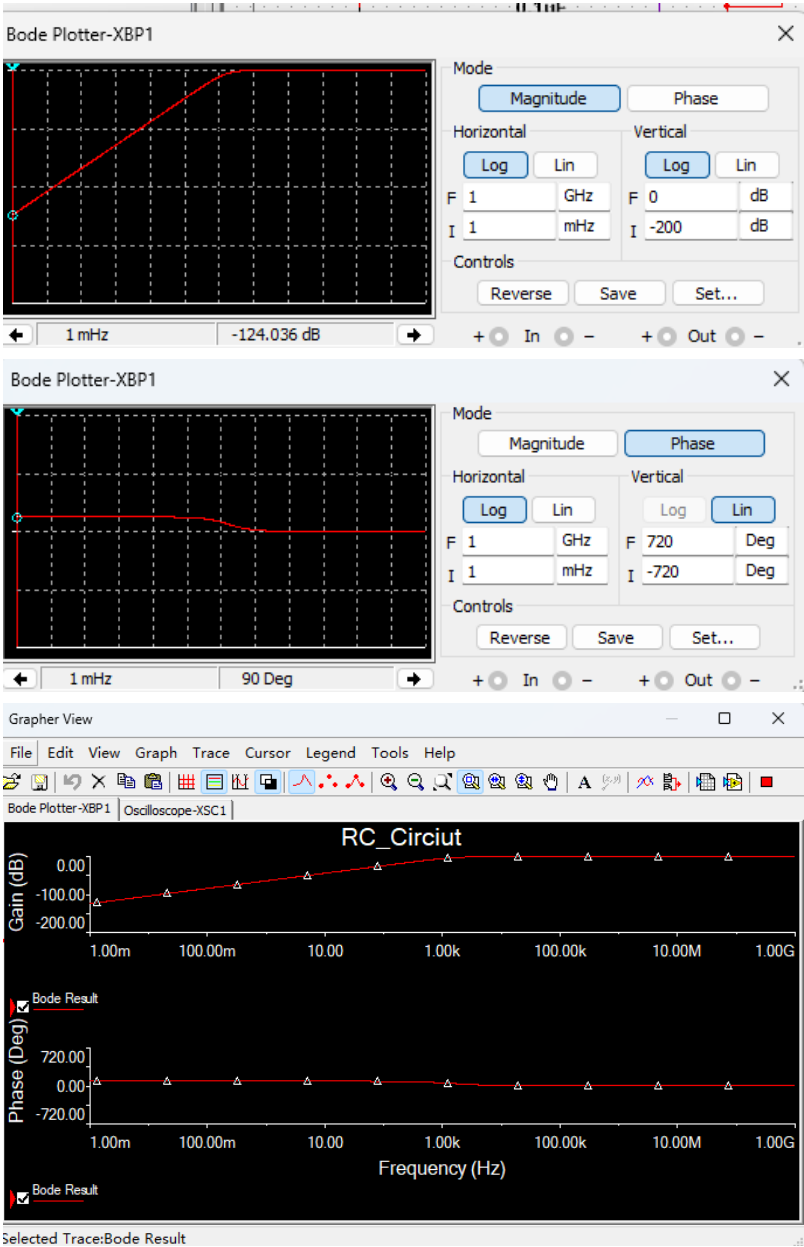 0.1uF
Bode Plotter-XBP1
Mode
Magnitude Phase
Horizontal Vertical
Log Lin Log Lin
F 1 GHz F 0 dB
I 1 mHz I -200 dB
Controls
Reverse Save Set...
1 mHz -124.036 dB + In − + Out −
Bode Plotter-XBP1
Mode
Magnitude Phase
Horizontal Vertical
Log Lin Log Lin
F 1 GHz F 720 Deg
I 1 mHz I -720 Deg
Controls
Reverse Save Set...
1 mHz 90 Deg + In − + Out −
Grapher View
File Edit View Graph Trace Cursor Legend Tools Help
Bode Plotter-XBP1 Oscilloscope-XSC1
RC_Circiut
Gain (dB)
0.00
-100.00
-200.00
1.00m 100.00m 10.00 1.00k 100.00k 10.00M 1.00G
Bode Result
Phase (Deg)
720.00
0.00
-720.00
1.00m 100.00m 10.00 1.00k 100.00k 10.00M 1.00G
Frequency (Hz)
Bode Result
Selected Trace:Bode Result